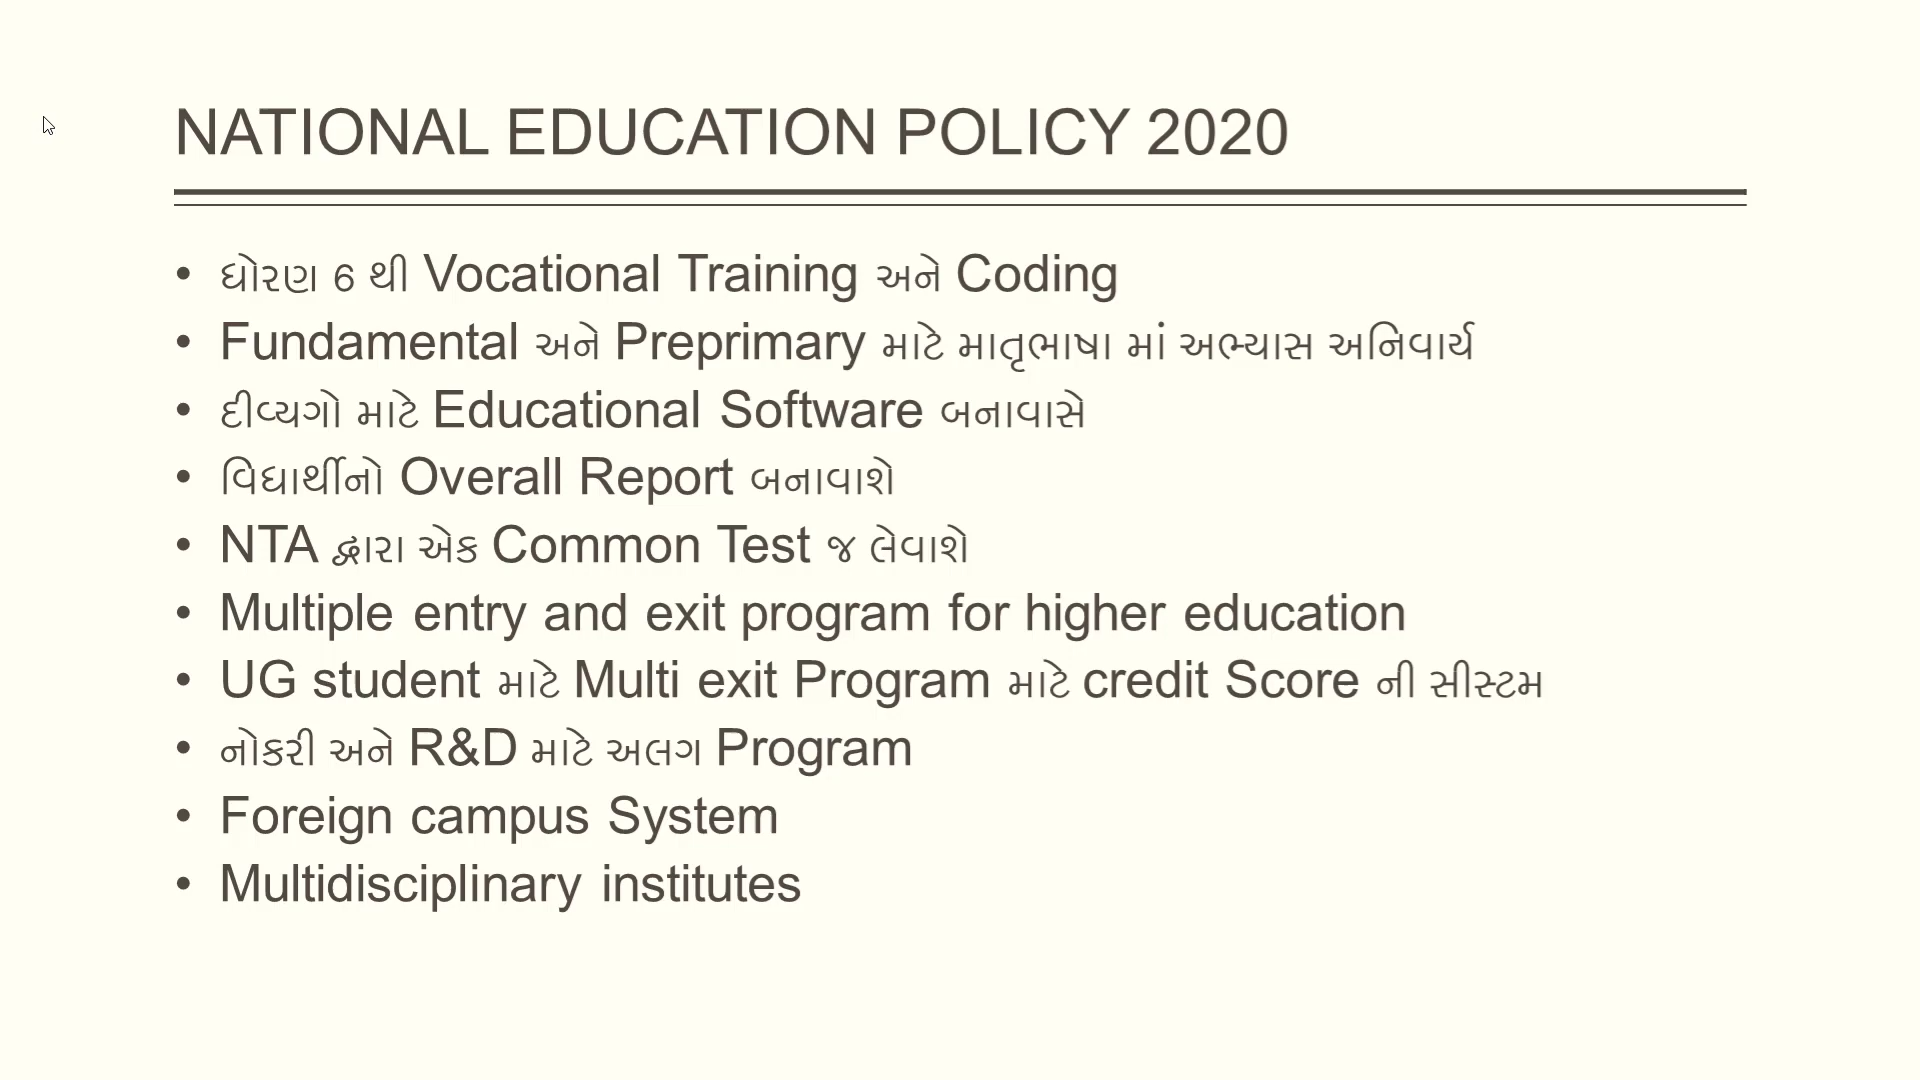 NATIONAL EDUCATION POLICY 2020
• ધોરણ 6 થી Vocational Training અને Coding
• Fundamental અને Preprimary માટે માતૃભાષા માં અભ્યાસ અનિવાર્ય
• દીવ્યગો માટે Educational Software બનાવાસે
• વિદ્યાર્થીનો Overall Report બનાવાશે
• NTA દ્વારા એક Common Test જ લેવાશે
• Multiple entry and exit program for higher education
• UG student માટે Multi exit Program માટે credit Score ની સીસ્ટમ
• નોકરી અને R&D માટે અલગ Program
• Foreign campus System
• Multidisciplinary institutes